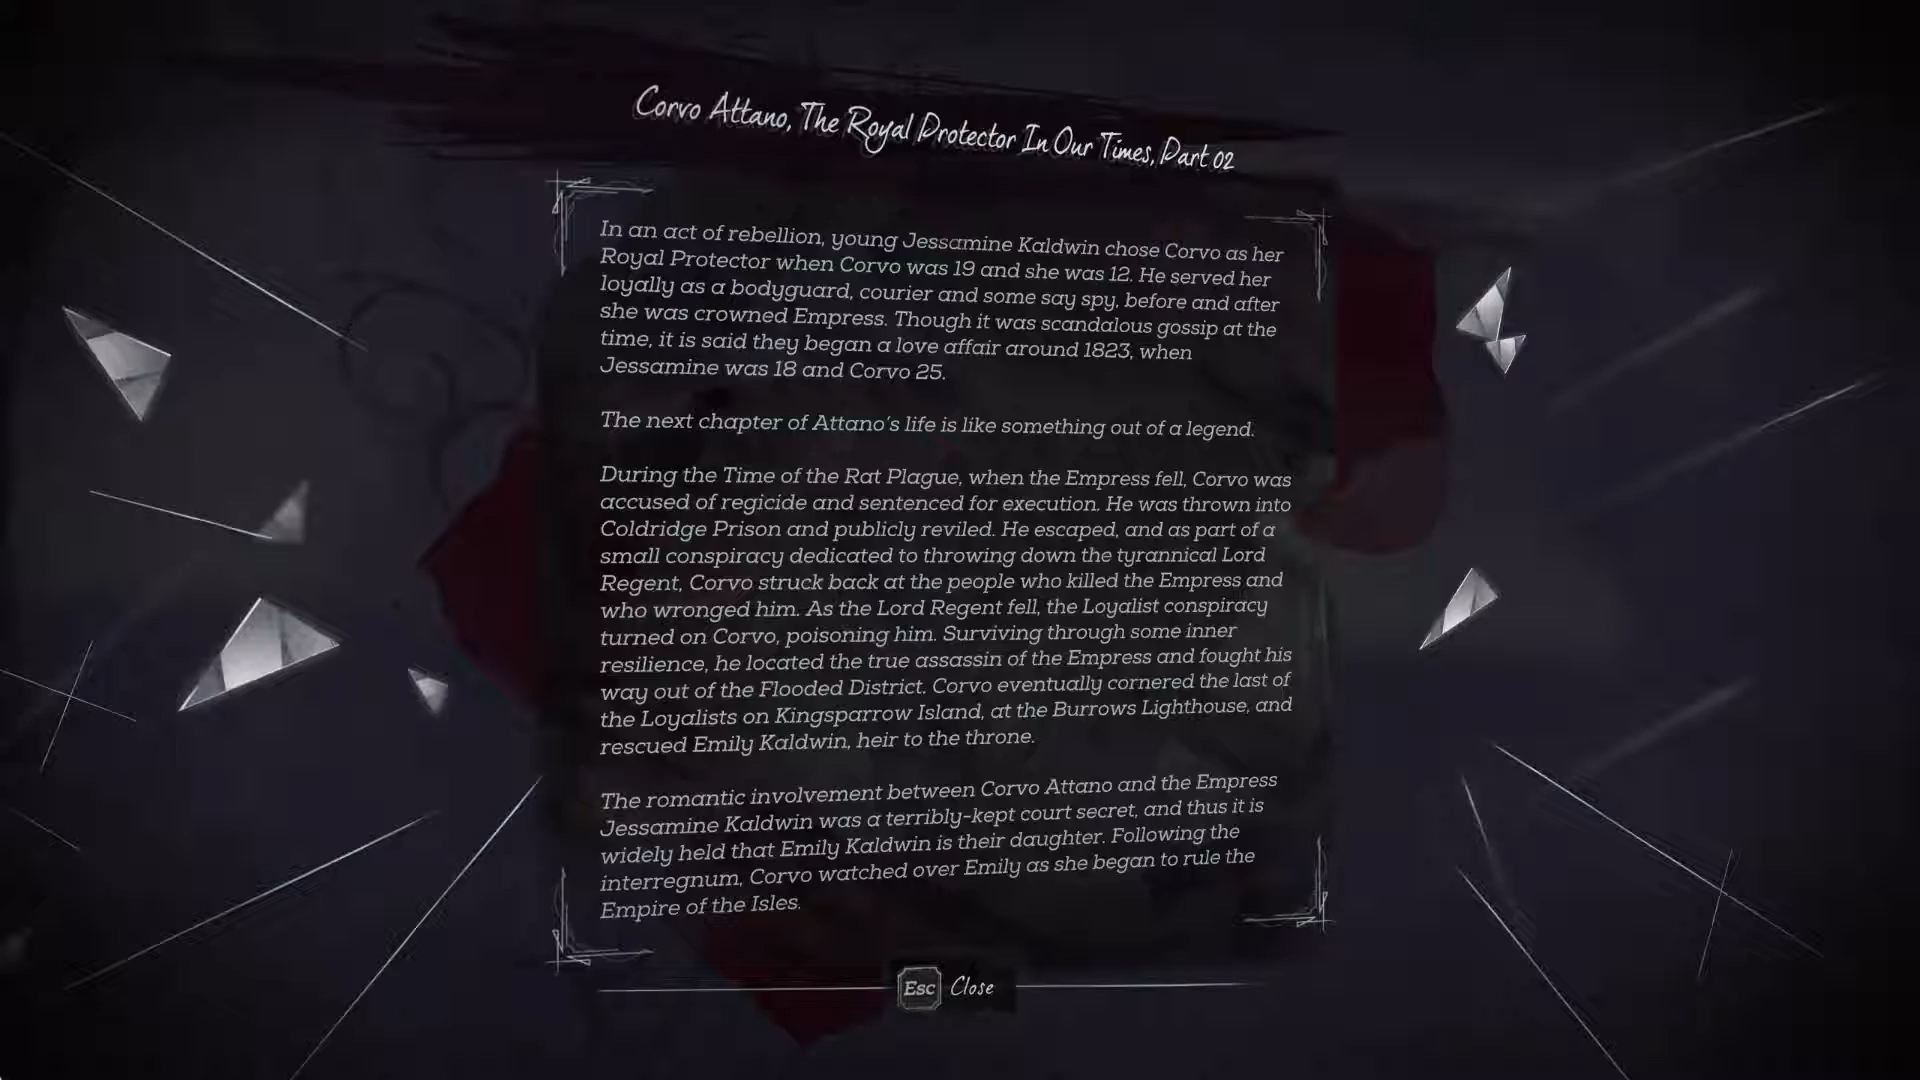 Corvo Attano, The Royal Protector In Our Times, Part 02
In an act of rebellion, young Jessamine Kaldwin chose Corvo as her
Royal Protector when Corvo was 19 and she was 12. He served her
loyally as a bodyguard, courier and some say spy, before and after
she was crowned Empress. Though it was scandalous gossip at the
time, it is said they began a love affair around 1823, when
Jessamine was 18 and Corvo 25.
The next chapter of Attano's life is like something out of a legend.
During the Time of the Rat Plague, when the Empress fell, Corvo was
accused of regicide and sentenced for execution. He was thrown into
Coldridge Prison and publicly reviled. He escaped, and as part of a
small conspiracy dedicated to throwing down the tyrannical Lord
Regent, Corvo struck back at the people who killed the Empress and
who wronged him. As the Lord Regent fell, the Loyalist conspiracy
turned on Corvo, poisoning him. Surviving through some inner
resilience, he located the true assassin of the Empress and fought his
way out of the Flooded District. Corvo eventually cornered the last of
the Loyalists on Kingsparrow Island, at the Burrows Lighthouse, and
rescued Emily Kaldwin, heir to the throne.
The romantic involvement between Corvo Attano and the Empress
Jessamine Kaldwin was a terribly-kept court secret, and thus it is
widely held that Emily Kaldwin is their daughter. Following the
interregnum, Corvo watched over Emily as she began to rule the
Empire of the Isles.
Esc Close